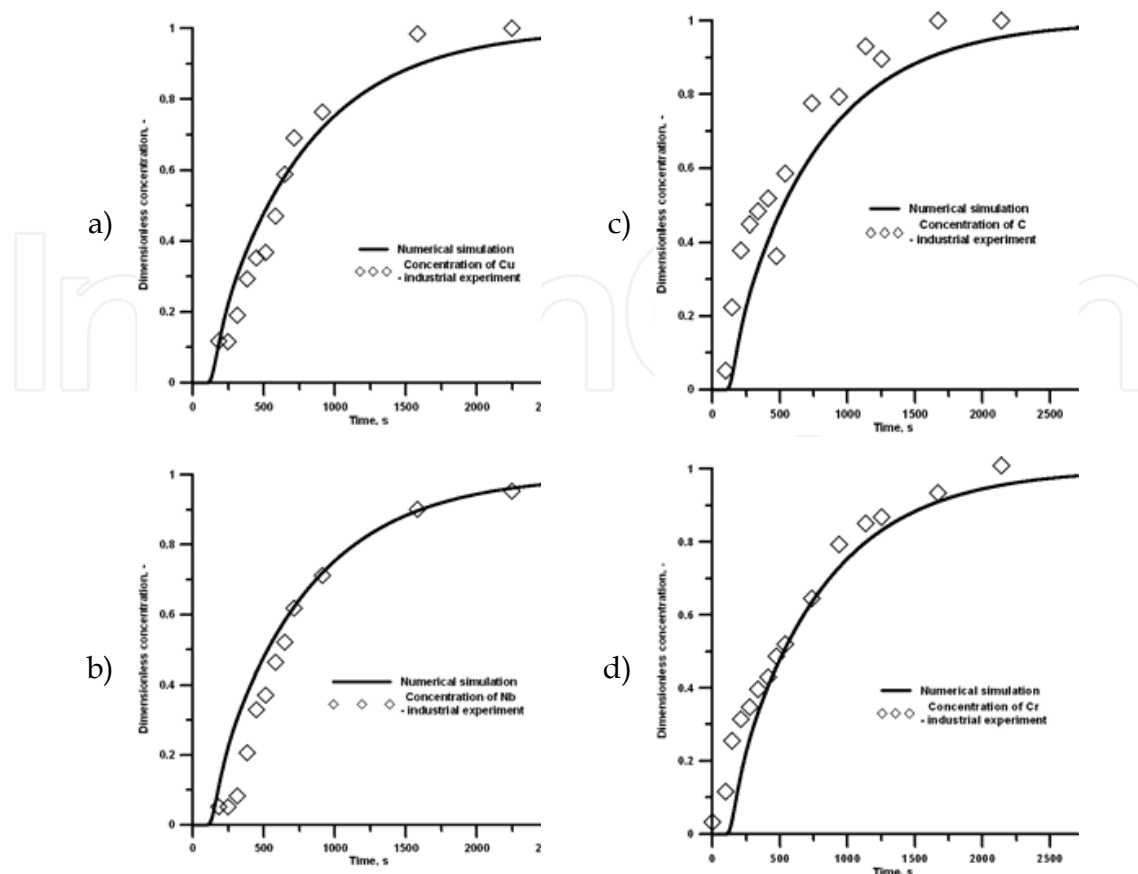 a)
Dimensionless concentration, -
1
0.8
0.6
0.4
0.2
0
Numerical simulation
Concentration of Cu
- industrial experiment
0 500 1000 1500 2000 2
Time, s
c)
Dimensionless concentration, -
1
0.8
0.6
0.4
0.2
0
Numerical simulation
Concentration of C
- industrial experiment
0 500 1000 1500 2000 2500
Time, s
b)
Dimensionless concentration, -
1
0.8
0.6
0.4
0.2
0
Numerical simulation
Concentration of Nb
- industrial experiment
0 500 1000 1500 2000 2
Time, s
d)
Dimensionless concentration, -
1
0.8
0.6
0.4
0.2
0
Numerical simulation
Concentration of Cr
- industrial experiment
0 500 1000 1500 2000 2500
Time, s